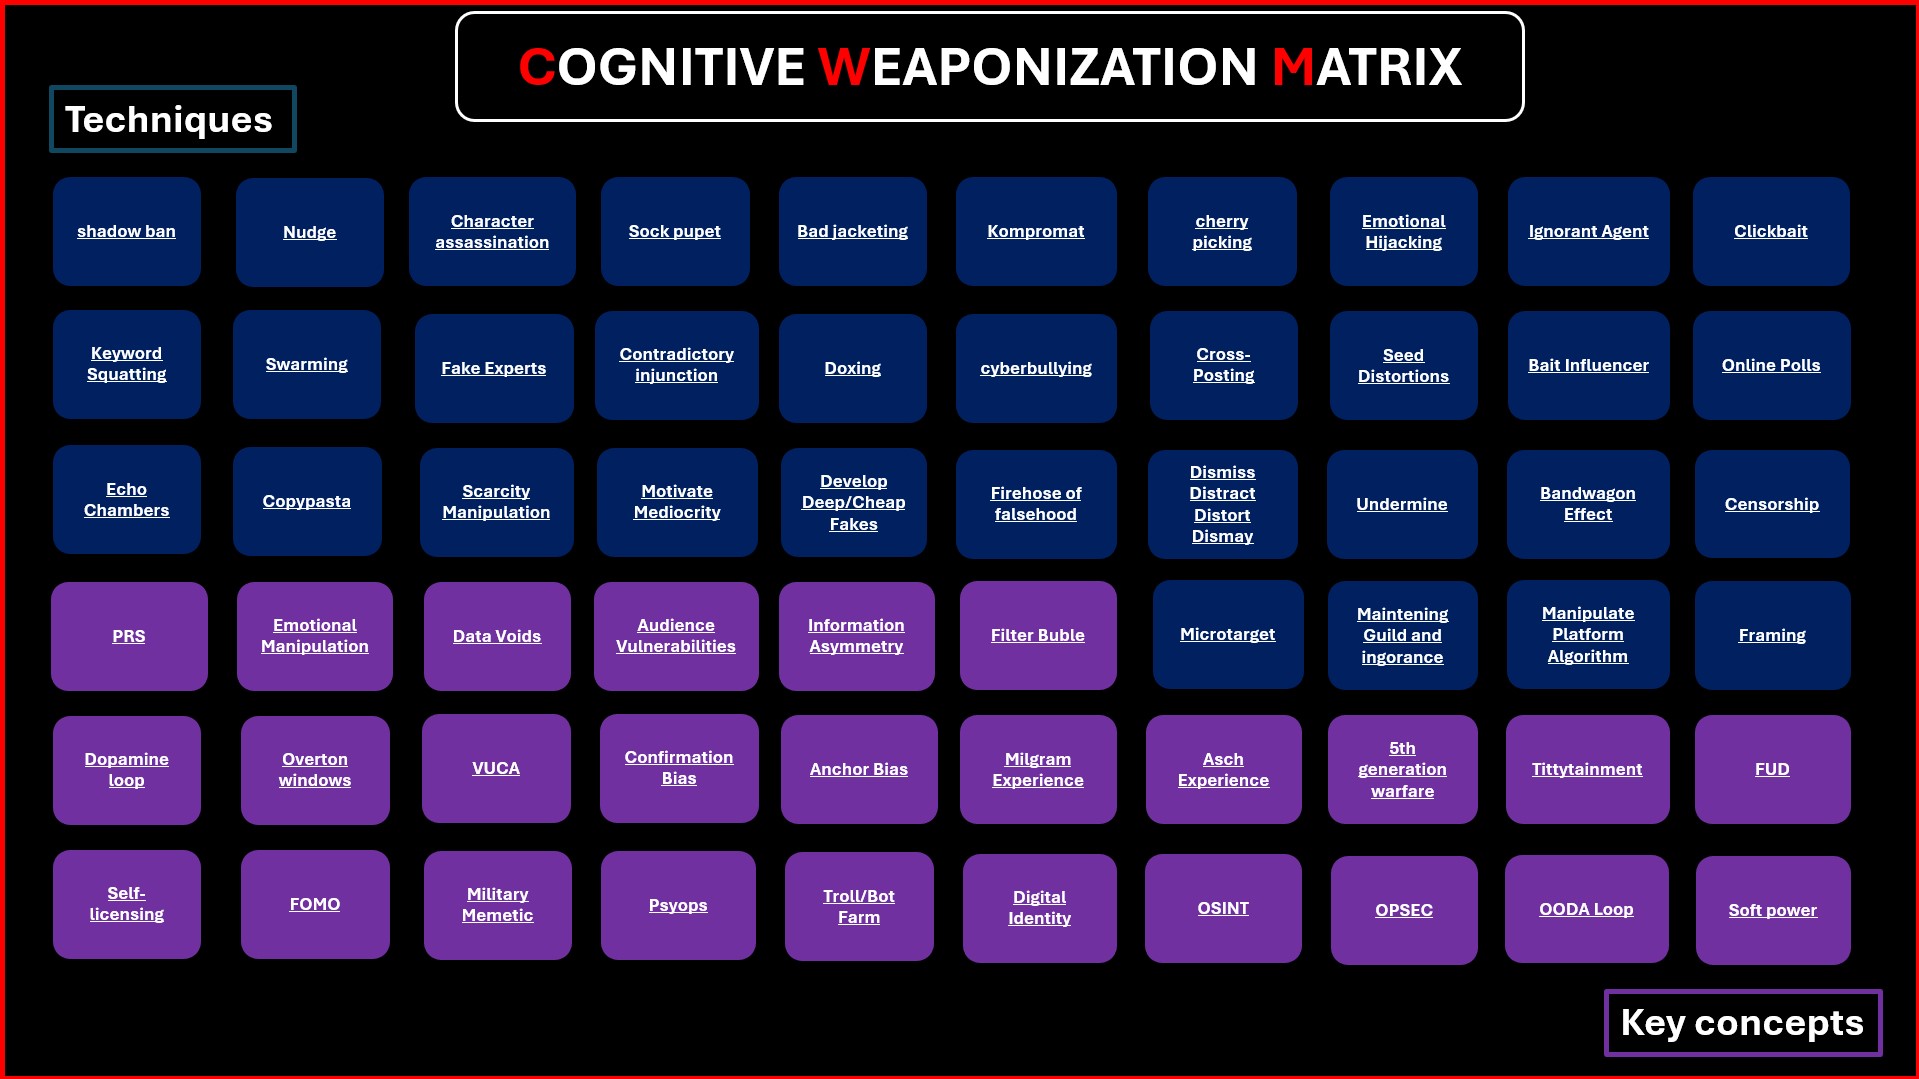 COGNITIVE WEAPONIZATION MATRIX
Techniques
shadow ban
Nudge
Character
assassination
Sock pupet
Bad jacketing
Kompromat
cherry
picking
Emotional
Hijacking
Ignorant Agent
Clickbait
Keyword
Squatting
Swarming
Fake Experts
Contradictory
injunction
Doxing
cyberbullying
Cross-
Posting
Seed
Distortions
Bait Influencer
Online Polls
Echo
Chambers
Copypasta
Scarcity
Manipulation
Motivate
Mediocrity
Develop
Deep/Cheap
Fakes
Firehose of
falsehood
Dismiss
Distract
Distort
Dismay
Undermine
Bandwagon
Effect
Censorship
PRS
Emotional
Manipulation
Data Voids
Audience
Vulnerabilities
Information
Asymmetry
Filter Buble
Microtarget
Maintening
Guild and
ingorance
Manipulate
Platform
Algorithm
Framing
Dopamine
loop
Overton
windows
VUCA
Confirmation
Bias
Anchor Bias
Milgram
Experience
Asch
Experience
5th
generation
warfare
Tittytainment
FUD
Self-
licensing
FOMO
Military
Memetic
Psyops
Troll/Bot
Farm
Digital
Identity
OSINT
OPSEC
OODA Loop
Soft power
Key concepts